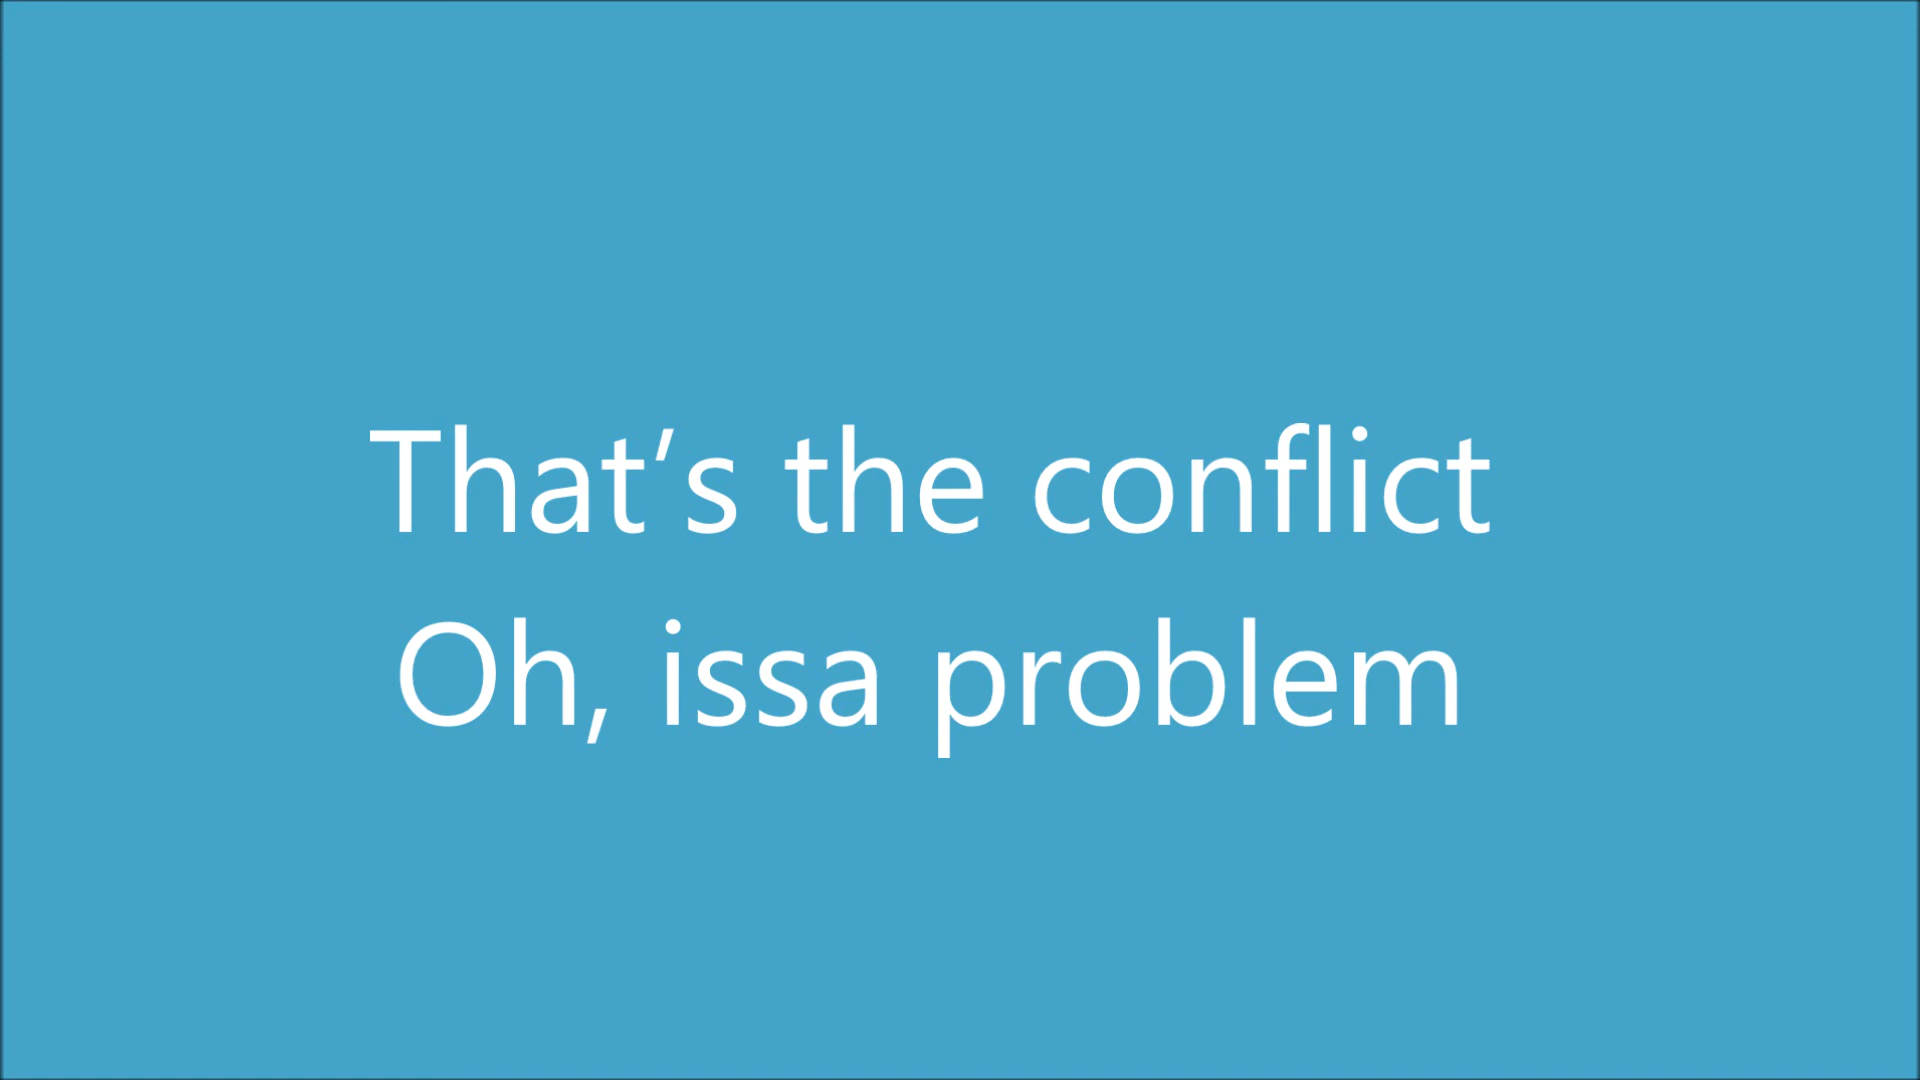 That’s the conflict
Oh, issa problem